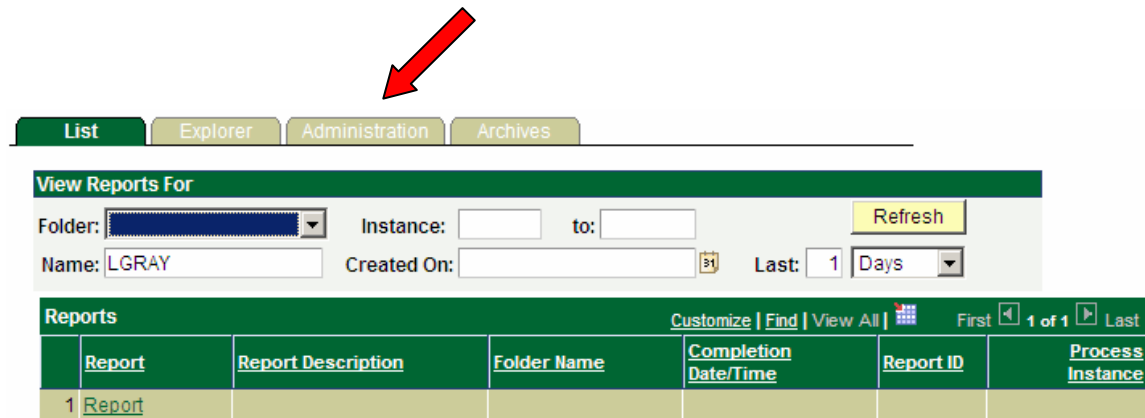 List Explorer Administration Archives
View Reports For
Folder: Instance: to: Refresh
Name: LGRAY Created On: 31 Last: 1 Days
Reports Customize | Find | View All | First 1 of 1 Last
Report Report Description Folder Name Completion Date/Time Report ID Process Instance
1 Report